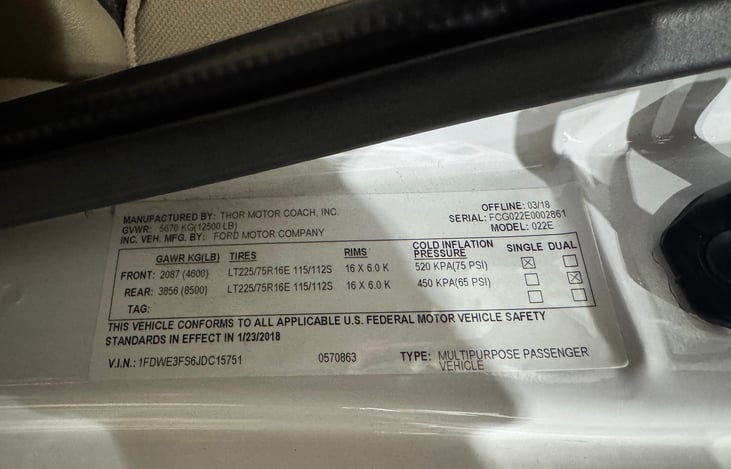 MANUFACTURED BY: THOR MOTOR COACH, INC. OFFLINE: 03/18
GVWR: 5670 KG(12500 LB) SERIAL: FCG022E0002861
INC. VEH. MFG. BY: FORD MOTOR COMPANY MODEL: 022E
GAWR KG(LB) TIRES RIMS COLD INFLATION PRESSURE SINGLE DUAL
FRONT: 2087 (4600) LT225/75R16E 115/112S 16 X 6.0 K 520 KPA(75 PSI) ☒ ☐
REAR: 3856 (8500) LT225/75R16E 115/112S 16 X 6.0 K 450 KPA(65 PSI) ☐ ☒
TAG: ☐ ☐
THIS VEHICLE CONFORMS TO ALL APPLICABLE U.S. FEDERAL MOTOR VEHICLE SAFETY
STANDARDS IN EFFECT IN 1/23/2018
V.I.N.: 1FDWE3FS6JDC15751 0570863 TYPE: MULTIPURPOSE PASSENGER
VEHICLE